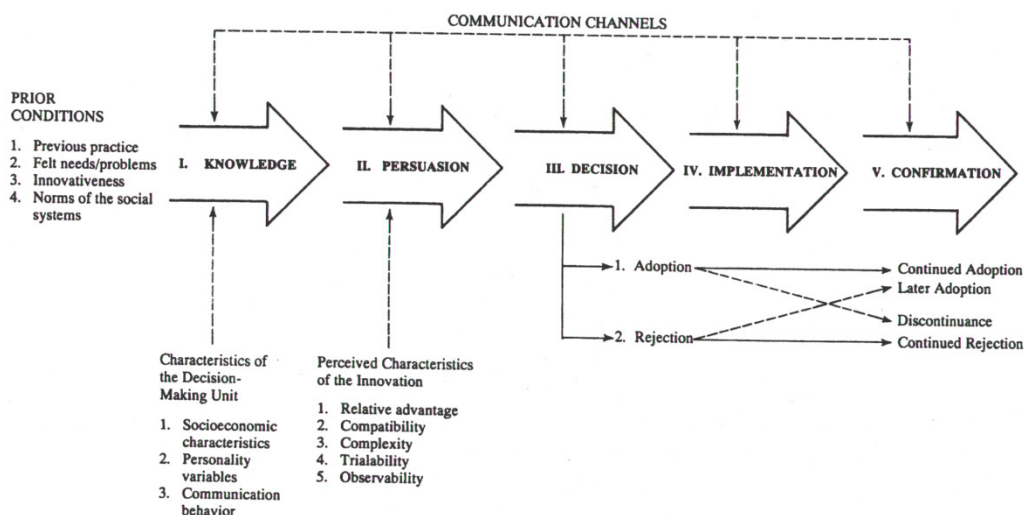 COMMUNICATION CHANNELS
PRIOR
CONDITIONS
1. Previous practice
2. Felt needs/problems
3. Innovativeness
4. Norms of the social
systems
I. KNOWLEDGE
II. PERSUASION
III. DECISION
IV. IMPLEMENTATION
V. CONFIRMATION
1. Adoption
2. Rejection
Continued Adoption
Later Adoption
Discontinuance
Continued Rejection
Characteristics of
the Decision-
Making Unit
1. Socioeconomic
characteristics
2. Personality
variables
3. Communication
behavior
Perceived Characteristics
of the Innovation
1. Relative advantage
2. Compatibility
3. Complexity
4. Trialability
5. Observability